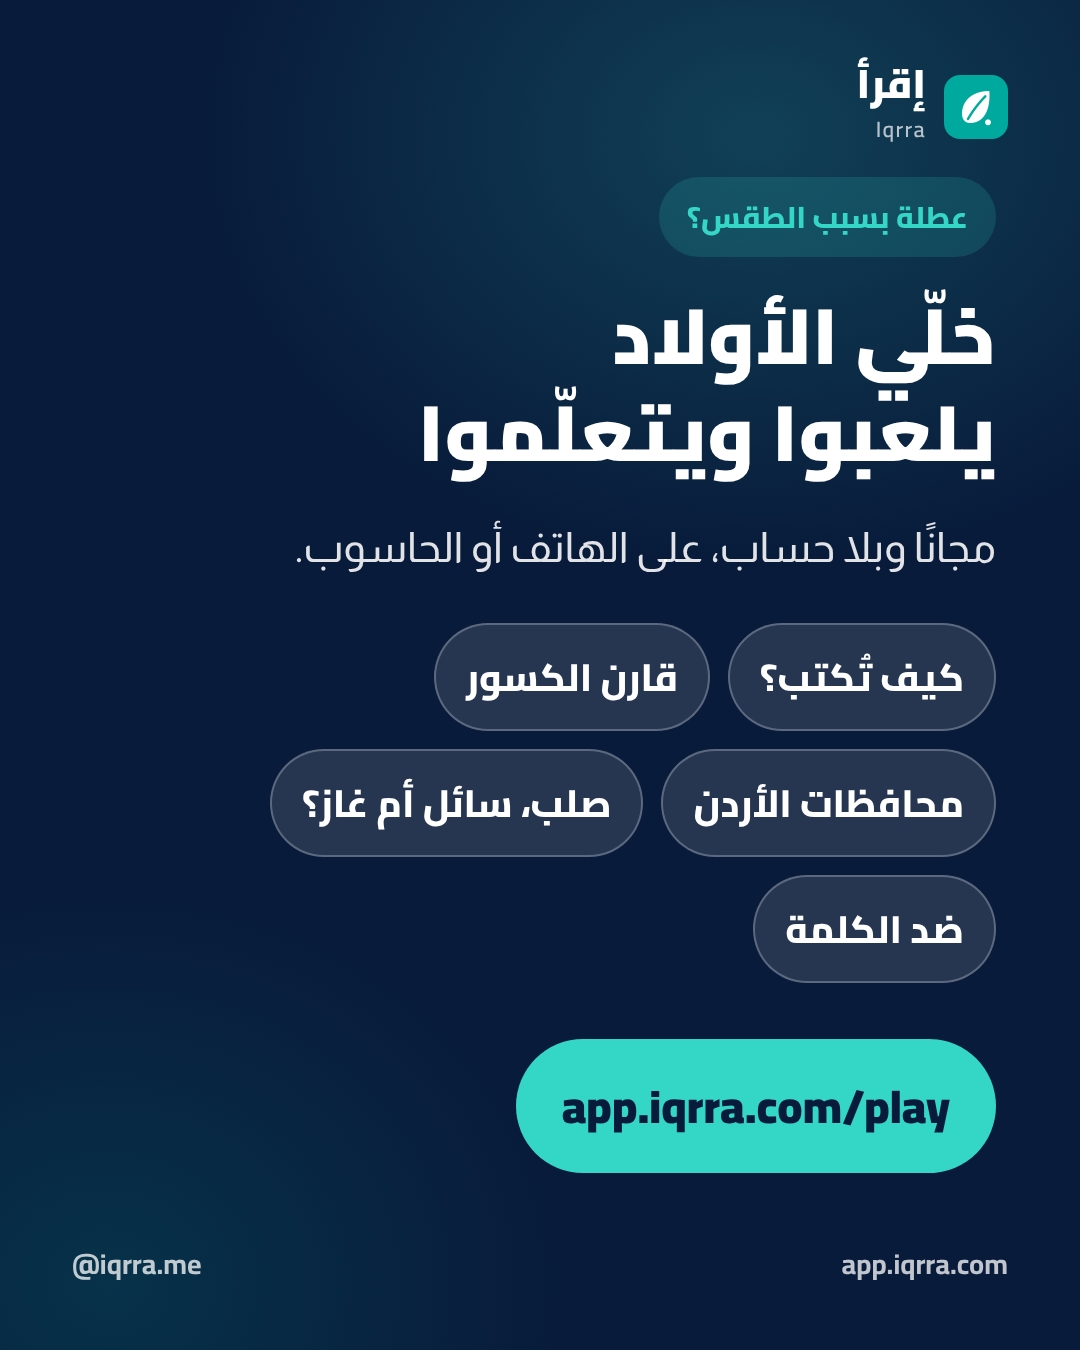 إقرأ
Iqrra
عطلة بسبب الطقس؟
خلّي الأولاد
يلعبوا ويتعلّموا
مجانًا وبلا حساب، على الهاتف أو الحاسوب.
كيف تُكتب؟
قارن الكسور
محافظات الأردن
صلب، سائل أم غاز؟
ضد الكلمة
app.iqrra.com/play
app.iqrra.com
@iqrra.me